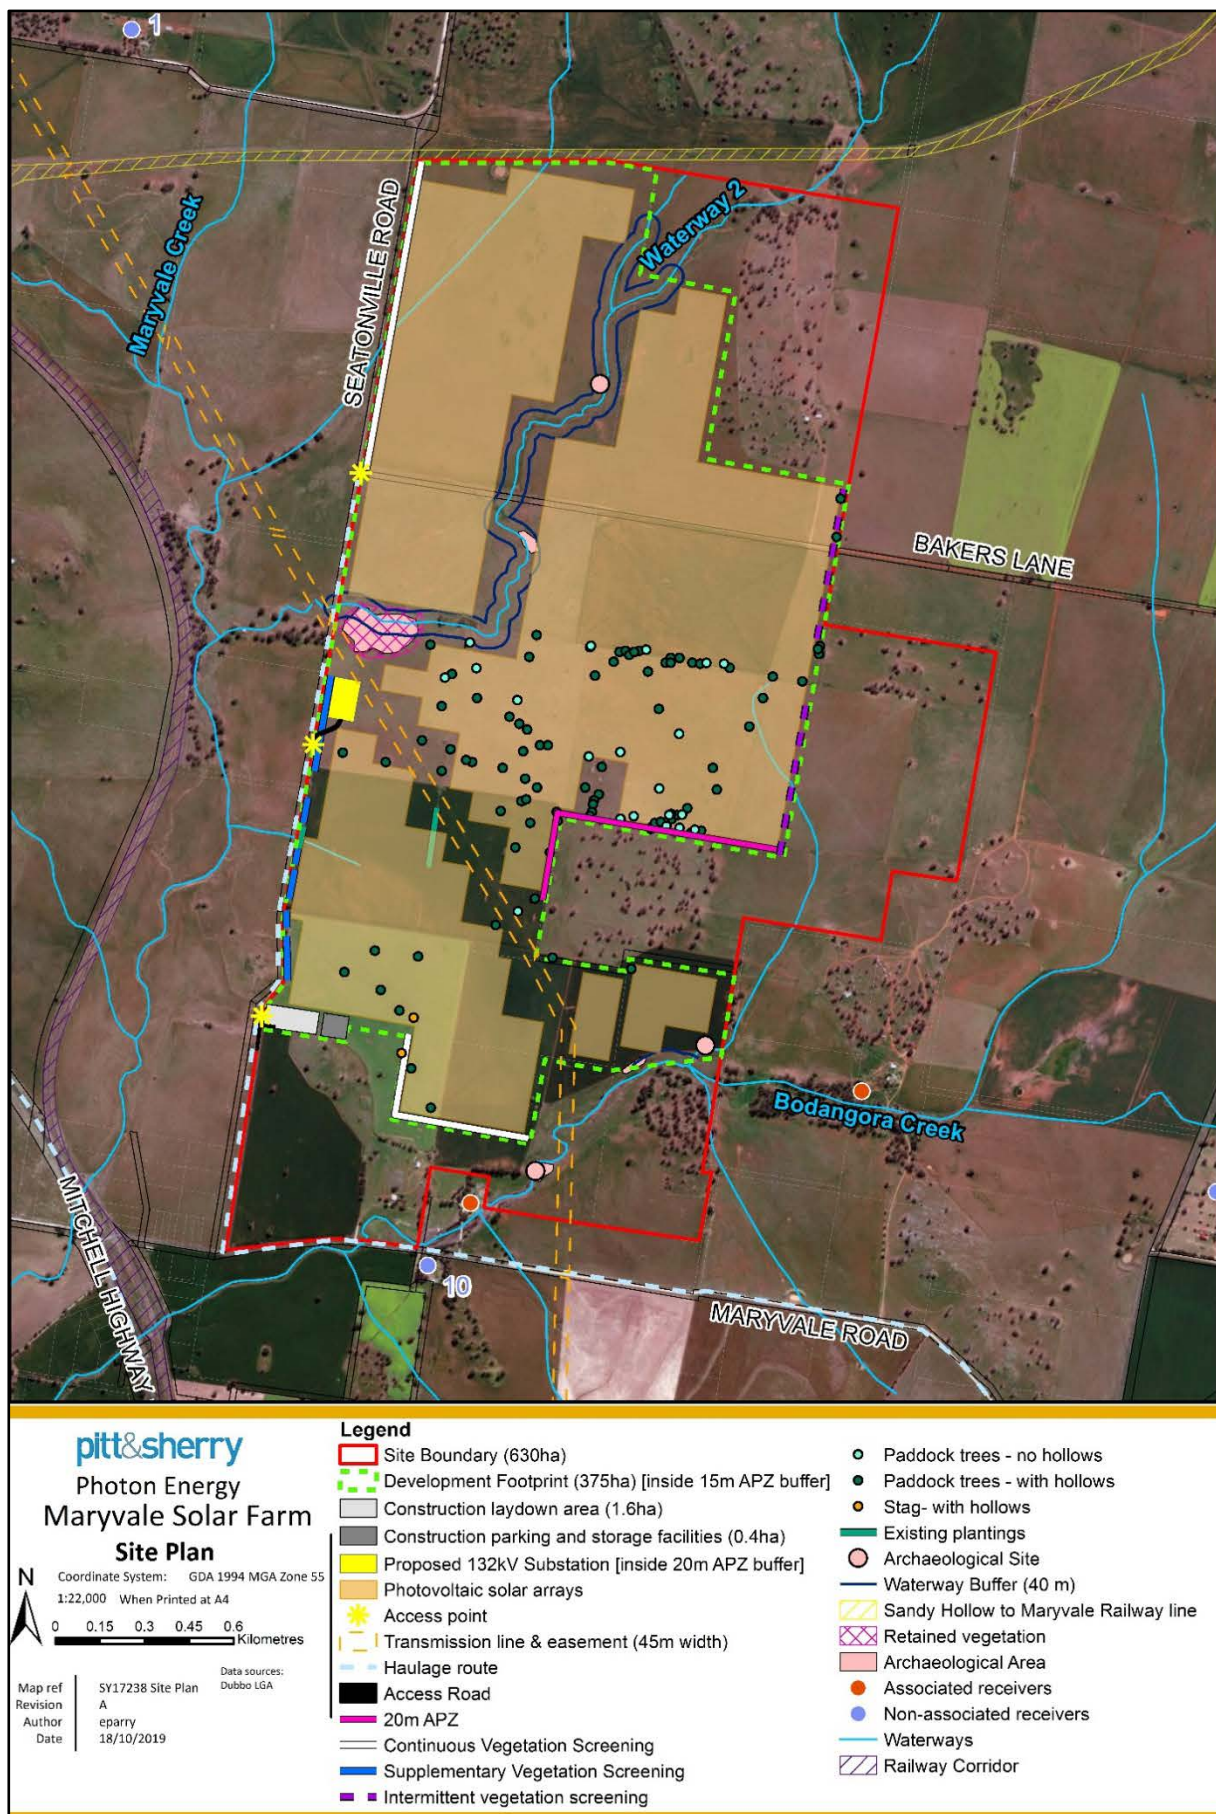 1
Maryvale Creek
SEATONVILLE ROAD
Waterway 2
BAKERS LANE
Bodangora Creek
MITCHELL HIGHWAY
10
MARYVALE ROAD
pitt&sherry
Photon Energy
Maryvale Solar Farm
Site Plan
Coordinate System: GDA 1994 MGA Zone 55
N
1:22,000 When Printed at A4
0 0.15 0.3 0.45 0.6
Kilometres
Data sources:
Dubbo LGA
Map ref SY17238 Site Plan
Revision A
Author eparry
Date 18/10/2019
Legend
Site Boundary (630ha)
Development Footprint (375ha) [inside 15m APZ buffer]
Construction laydown area (1.6ha)
Construction parking and storage facilities (0.4ha)
Proposed 132kV Substation [inside 20m APZ buffer]
Photovoltaic solar arrays
Access point
Transmission line & easement (45m width)
Haulage route
Access Road
20m APZ
Continuous Vegetation Screening
Supplementary Vegetation Screening
Intermittent vegetation screening
Paddock trees - no hollows
Paddock trees - with hollows
Stag- with hollows
Existing plantings
Archaeological Site
Waterway Buffer (40 m)
Sandy Hollow to Maryvale Railway line
Retained vegetation
Archaeological Area
Associated receivers
Non-associated receivers
Waterways
Railway Corridor